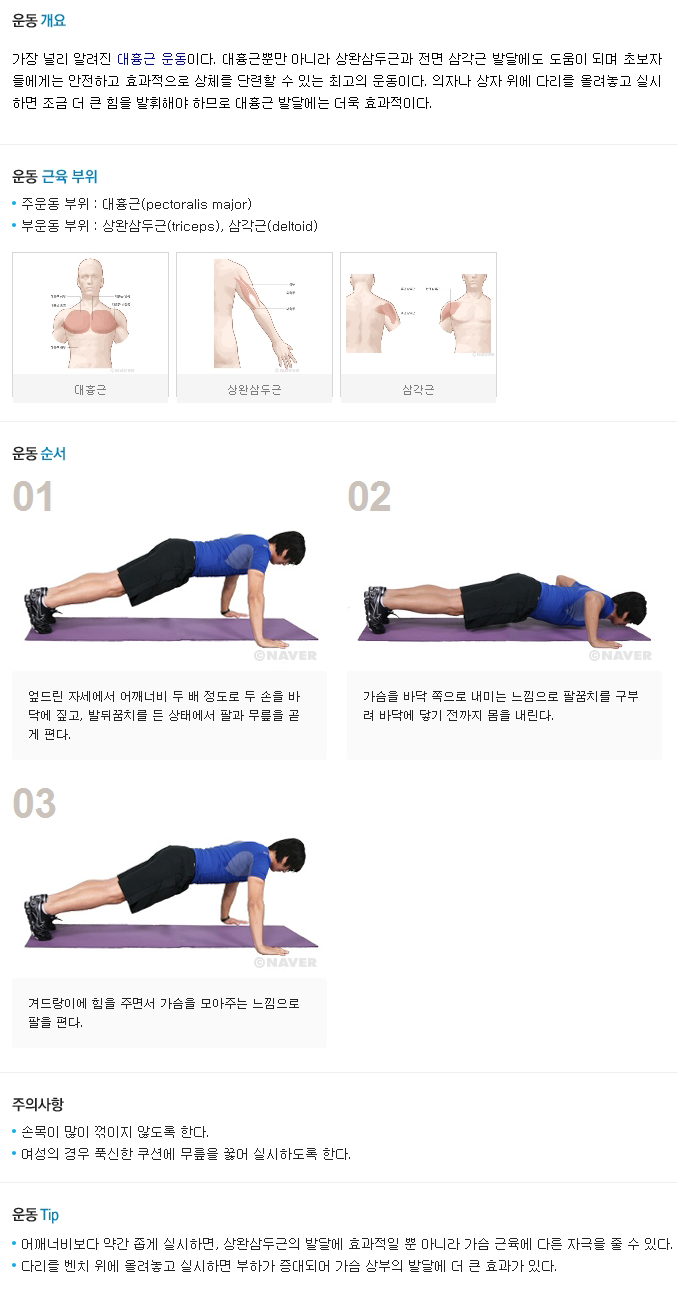 운동 개요
가장 널리 알려진 대흉근 운동이다. 대흉근뿐만 아니라 상완삼두근과 전면 삼각근 발달에도 도움이 되며 초보자
들에게는 안전하고 효과적으로 상체를 단련할 수 있는 최고의 운동이다. 의자나 상자 위에 다리를 올려놓고 실시
하면 조금 더 큰 힘을 발휘해야 하므로 대흉근 발달에는 더욱 효과적이다.
운동 근육 부위
• 주운동 부위 : 대흉근(pectoralis major)
• 부운동 부위 : 상완삼두근(triceps), 삼각근(deltoid)
대흉근
상완삼두근
삼각근
운동 순서
01
02
©NAVER
©NAVER
엎드린 자세에서 어깨너비 두 배 정도로 두 손을 바
닥에 짚고, 발뒤꿈치를 든 상태에서 팔과 무릎을 곧
게 편다.
가슴을 바닥 쪽으로 내미는 느낌으로 팔꿈치를 구부
려 바닥에 닿기 전까지 몸을 내린다.
03
©NAVER
겨드랑이에 힘을 주면서 가슴을 모아주는 느낌으로
팔을 편다.
주의사항
• 손목이 많이 꺾이지 않도록 한다.
• 여성의 경우 푹신한 쿠션에 무릎을 꿇어 실시하도록 한다.
운동 Tip
• 어깨너비보다 약간 좁게 실시하면, 상완삼두근의 발달에 효과적일 뿐 아니라 가슴 근육에 다른 자극을 줄 수 있다.
• 다리를 벤치 위에 올려놓고 실시하면 부하가 증대되어 가슴 상부의 발달에 더 큰 효과가 있다.